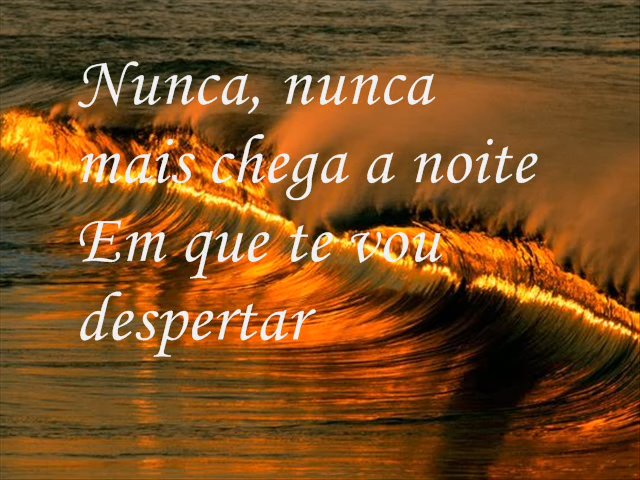 Nunca, nunca
mais chega a noite
Em que te vou
despertar